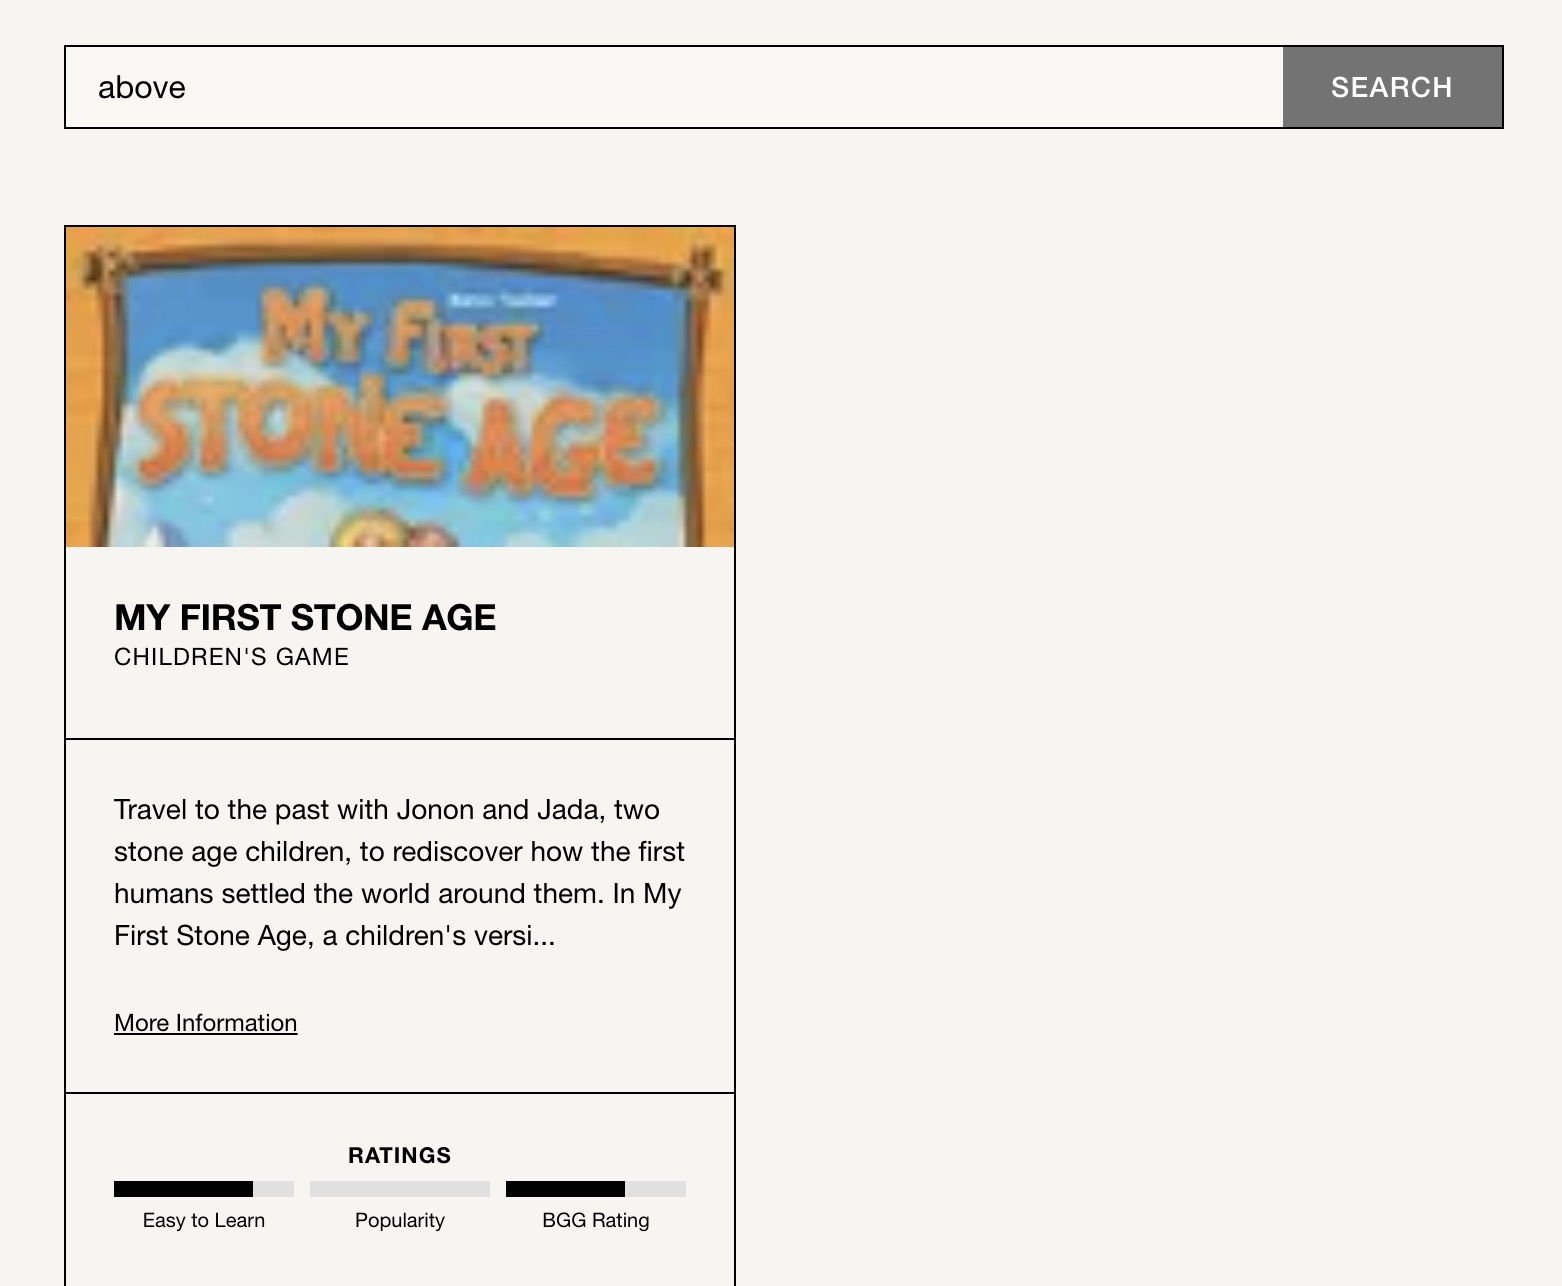 above
SEARCH
MY FIRST
STONE AGE
MY FIRST STONE AGE
CHILDREN'S GAME
Travel to the past with Jonon and Jada, two
stone age children, to rediscover how the first
humans settled the world around them. In My
First Stone Age, a children's versi...
More Information
RATINGS
Easy to Learn
Popularity
BGG Rating